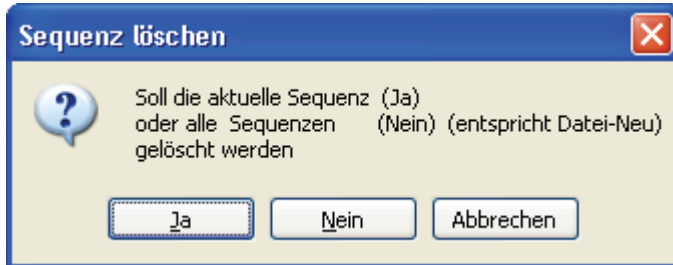 Sequenz löschen
Soll die aktuelle Sequenz (Ja)
oder alle Sequenzen (Nein) (entspricht Datei-Neu)
gelöscht werden
Ja Nein Abbrechen